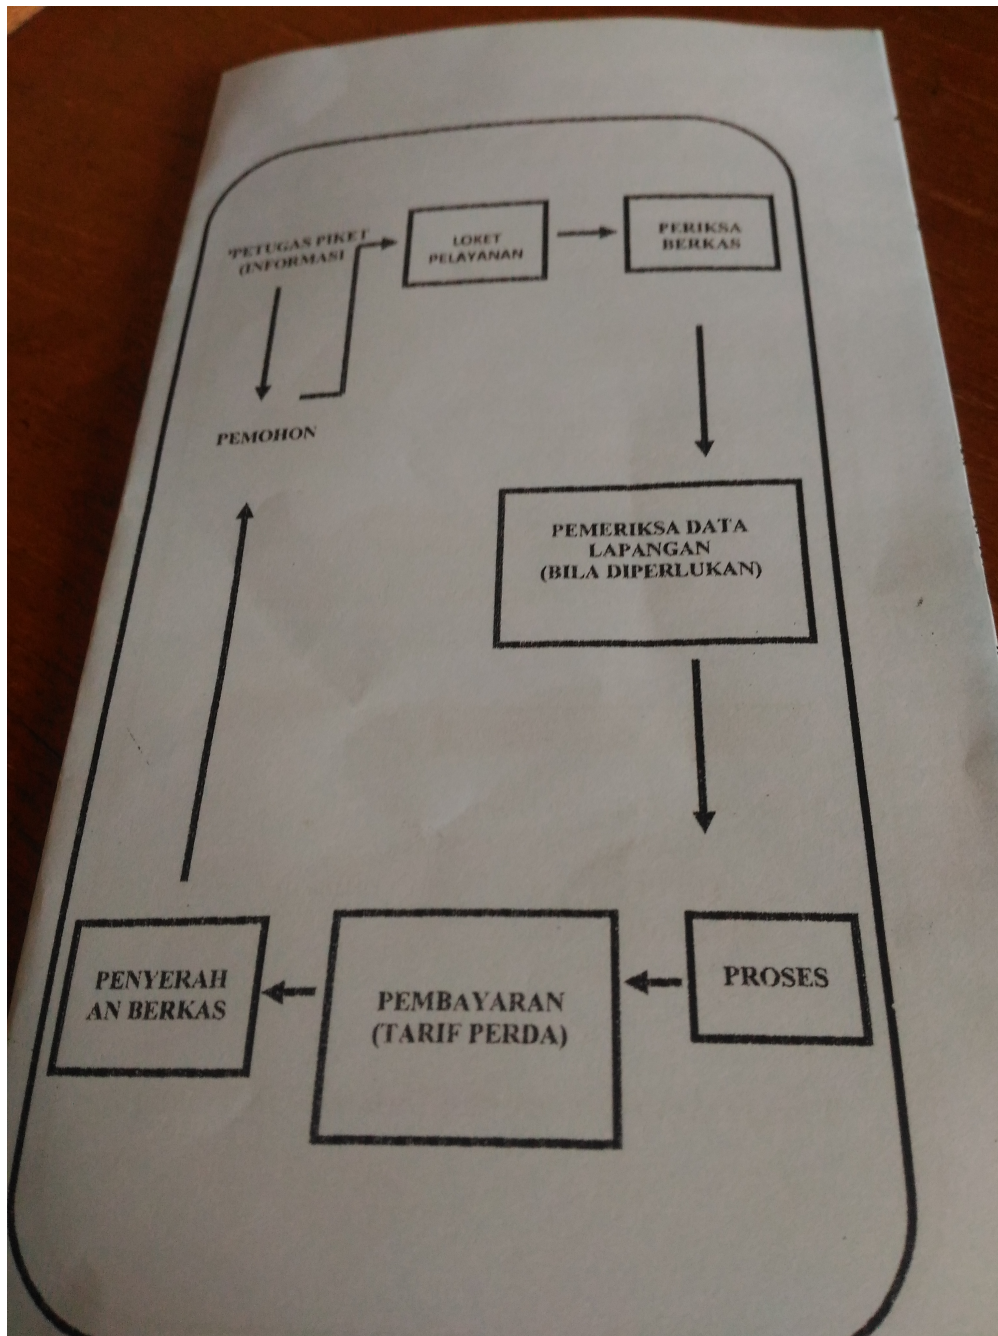 'PETUGAS PIKET
(INFORMASI
LOKET
PELAYANAN
PERIKSA
BERKAS
PEMOHON
PEMERIKSA DATA
LAPANGAN
(BILA DIPERLUKAN)
PENYERAH
AN BERKAS
PEMBAYARAN
(TARIF PERDA)
PROSES